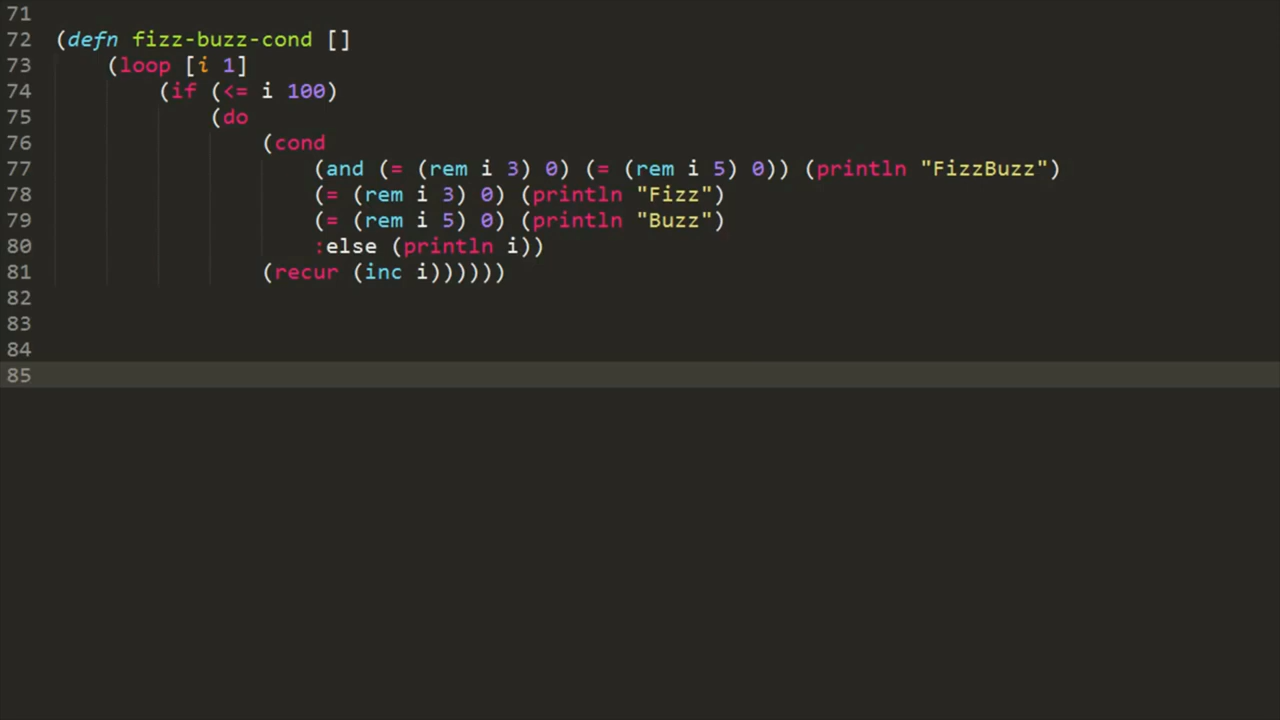 71
72 (defn fizz-buzz-cond []
73     (loop [i 1]
74         (if (<= i 100)
75             (do
76                 (cond
77                     (and (= (rem i 3) 0) (= (rem i 5) 0)) (println "FizzBuzz")
78                     (= (rem i 3) 0) (println "Fizz")
79                     (= (rem i 5) 0) (println "Buzz")
80                     :else (println i))
81                 (recur (inc i))))))
82
83
84
85